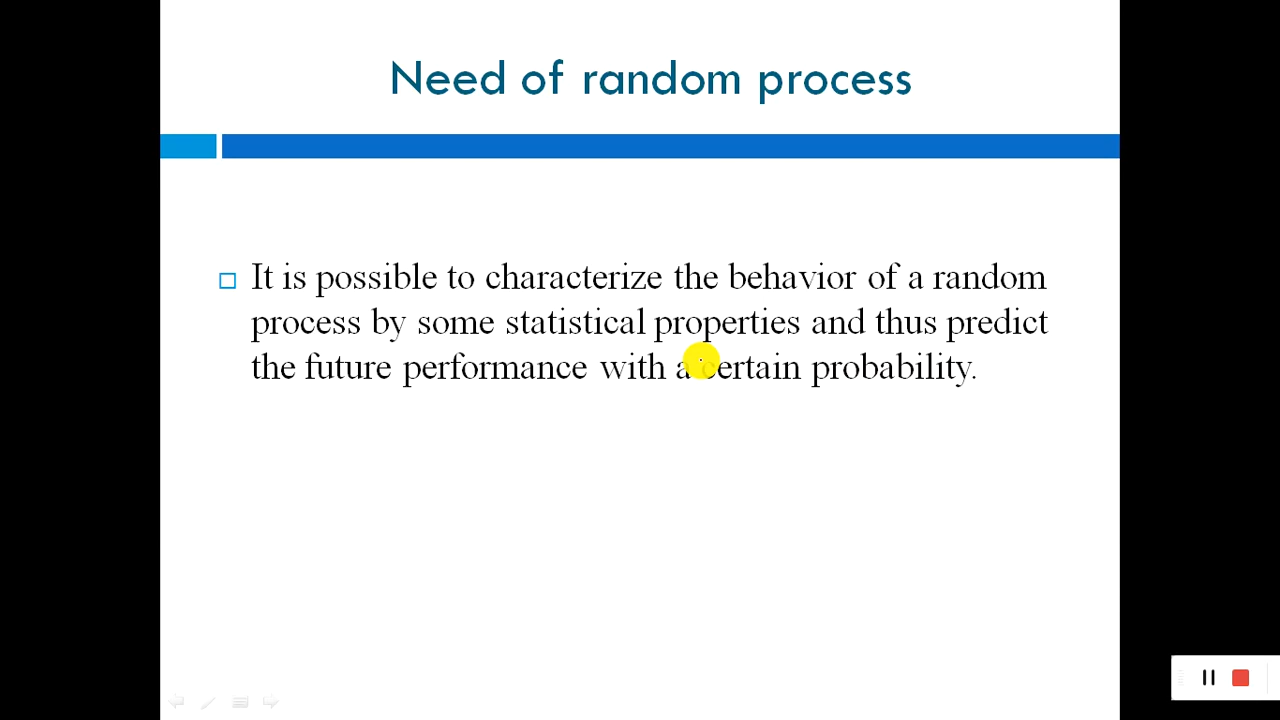 Need of random process
It is possible to characterize the behavior of a random
process by some statistical properties and thus predict
the future performance with a certain probability.